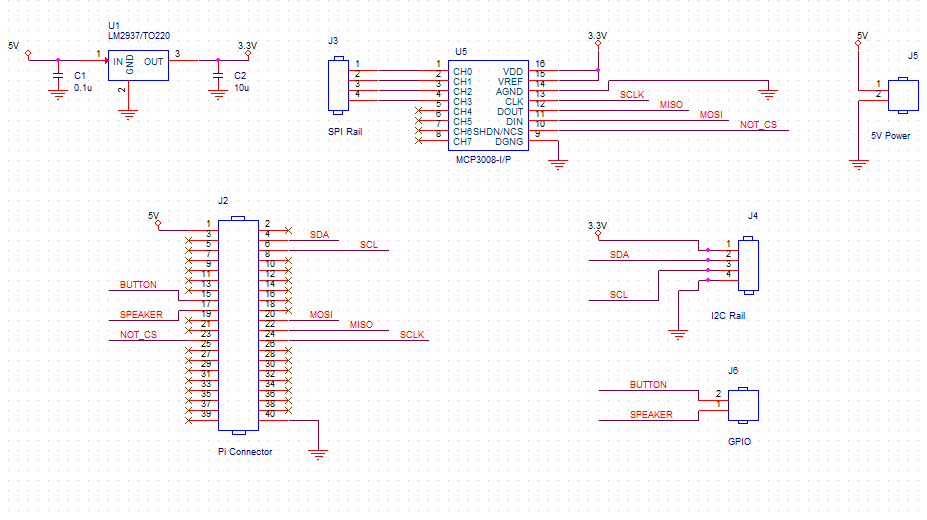 U1
LM2937/TO220
5V
1
IN
GND
OUT
3
3.3V
2
C1
0.1u
C2
10u
J3
1
2
3
4
SPI Rail
U5
1 CH0 VDD 16
2 CH1 VREF 15
3 CH2 AGND 14
4 CH3 CLK 13
5 CH4 DOUT 12
6 CH5 DIN 11
7 CH6 SHDN/NCS 10
8 CH7 DGNG 9
MCP3008-I/P
3.3V
SCLK
MISO
MOSI
NOT_CS
5V
J5
1
2
5V Power
J2
5V
1 2
3 4 SDA
5 6 SCL
7 8
9 10
11 12
BUTTON 13 14
15 16
17 18
SPEAKER 19 20 MOSI
21 22 MISO
NOT_CS 23 24 SCLK
25 26
27 28
29 30
31 32
33 34
35 36
37 38
39 40
Pi Connector
3.3V
J4
1
SDA 2
3
4
SCL
I2C Rail
J6
BUTTON 2
1
SPEAKER
GPIO